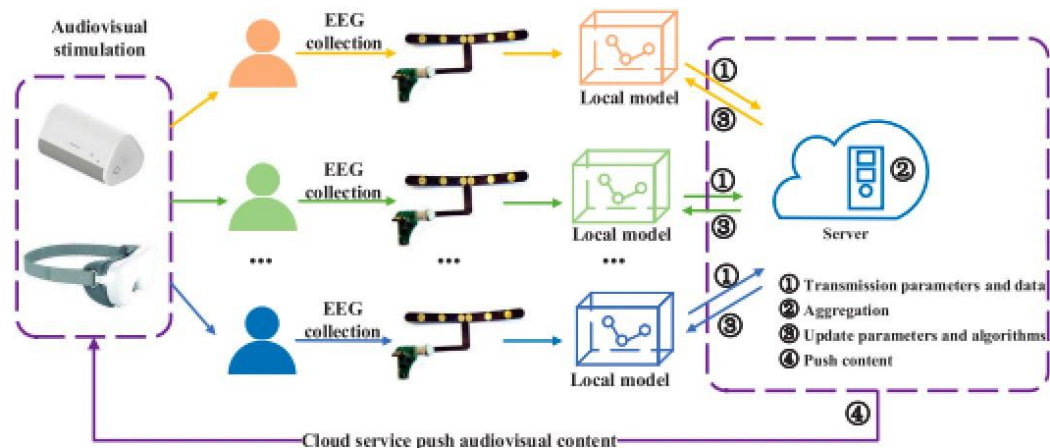 Audiovisual
stimulation
EEG
collection
Local model
①
③
EEG
collection
Local model
①
③
②
Server
...
...
...
EEG
collection
Local model
①
③
① Transmission parameters and data
② Aggregation
③ Update parameters and algorithms
④ Push content
④
Cloud service push audiovisual content